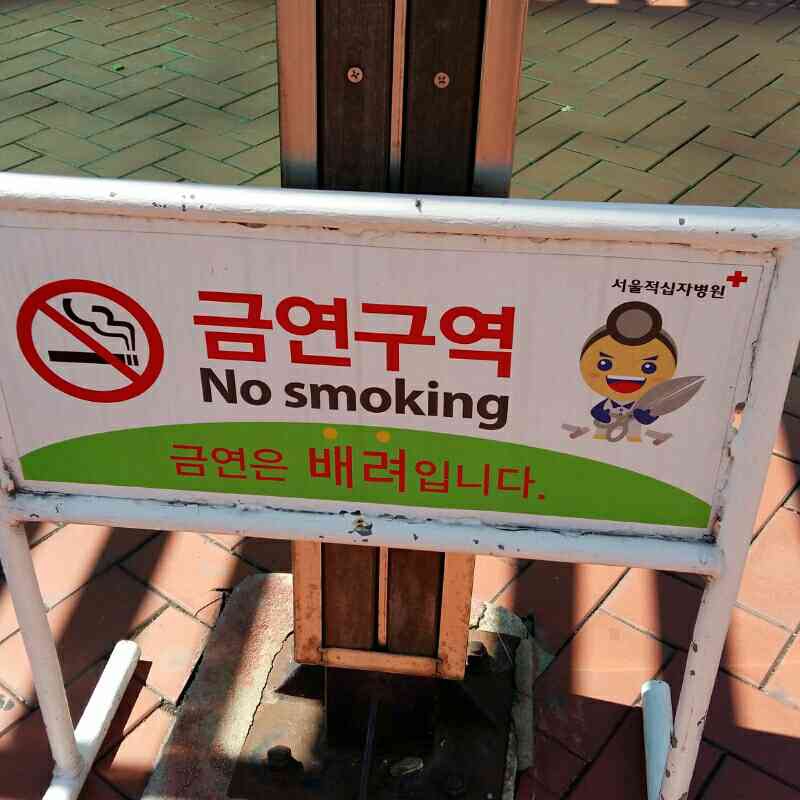 서울적십자병원
금연구역
No smoking
금연은 배려입니다.